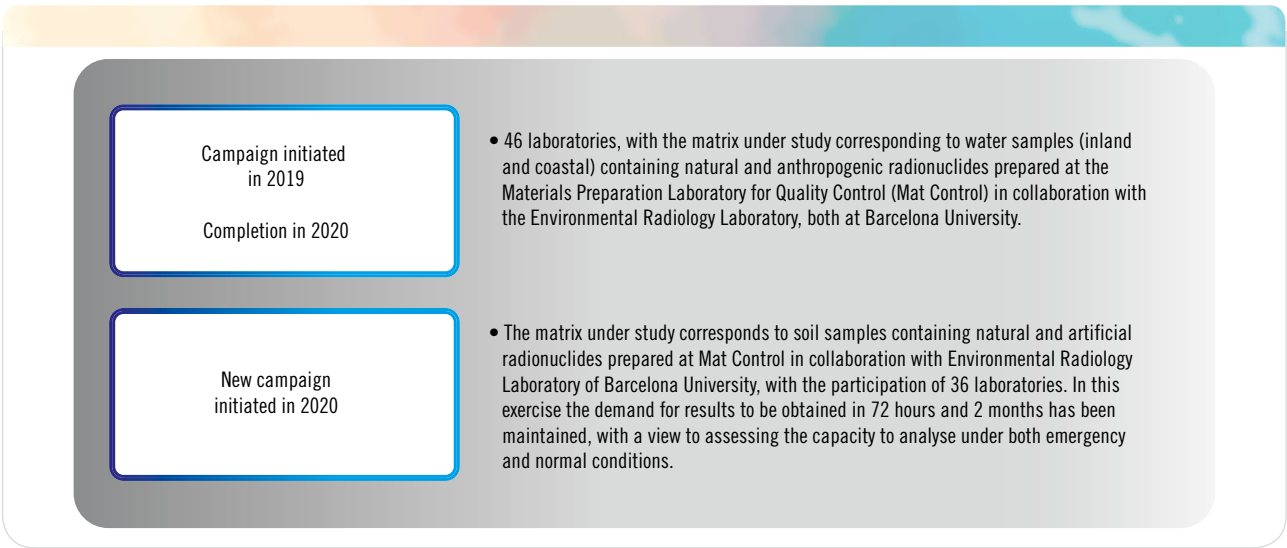 Campaign initiated
in 2019
Completion in 2020
• 46 laboratories, with the matrix under study corresponding to water samples (inland
and coastal) containing natural and anthropogenic radionuclides prepared at the
Materials Preparation Laboratory for Quality Control (Mat Control) in collaboration with
the Environmental Radiology Laboratory, both at Barcelona University.
New campaign
initiated in 2020
• The matrix under study corresponds to soil samples containing natural and artificial
radionuclides prepared at Mat Control in collaboration with Environmental Radiology
Laboratory of Barcelona University, with the participation of 36 laboratories. In this
exercise the demand for results to be obtained in 72 hours and 2 months has been
maintained, with a view to assessing the capacity to analyse under both emergency
and normal conditions.